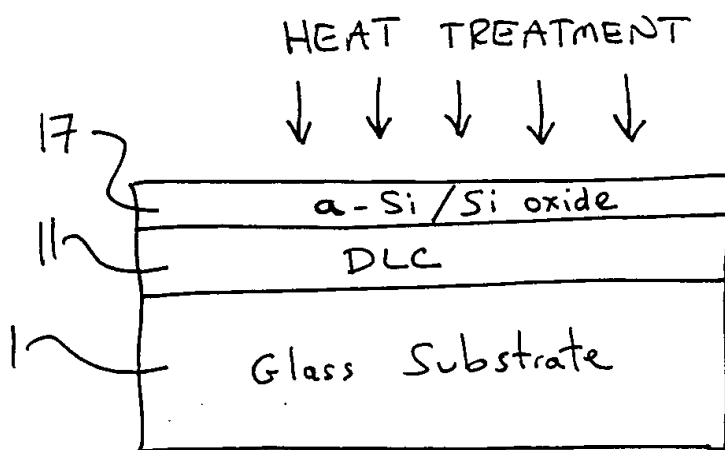 HEAT TREATMENT
17
a-Si/Si oxide
11
DLC
1
Glass Substrate